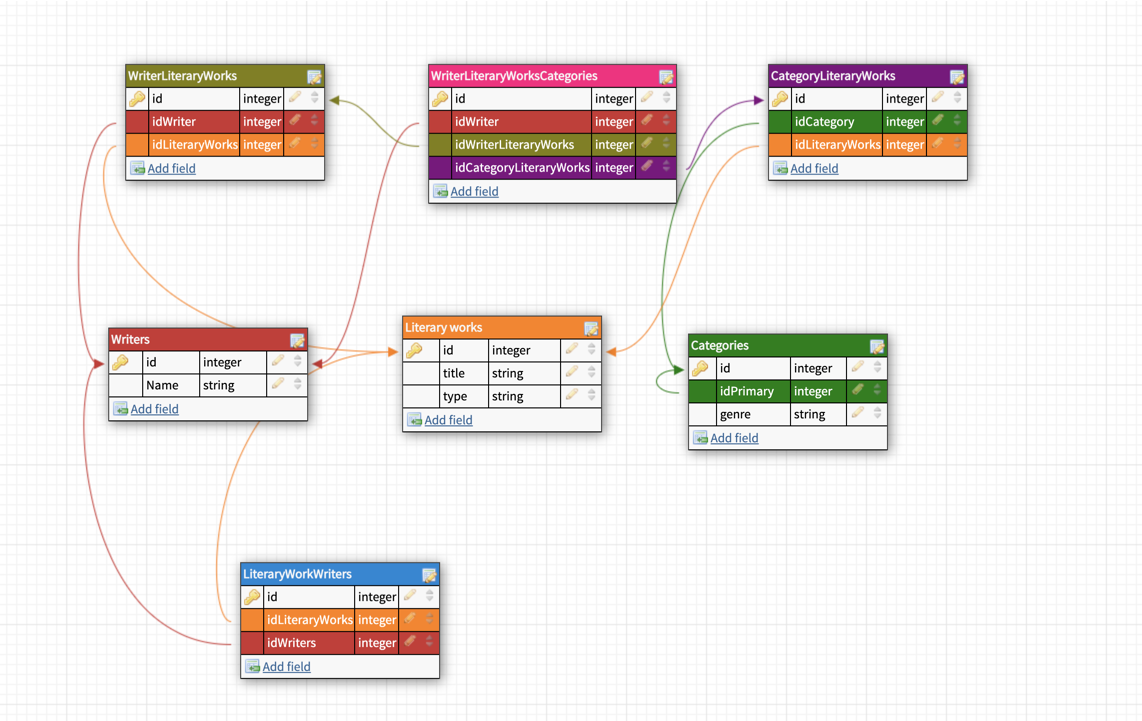 WriterLiteraryWorks
id integer
idWriter integer
idLiteraryWorks integer
Add field
WriterLiteraryWorksCategories
id integer
idWriter integer
idWriterLiteraryWorks integer
idCategoryLiteraryWorks integer
Add field
CategoryLiteraryWorks
id integer
idCategory integer
idLiteraryWorks integer
Add field
Writers
id integer
Name string
Add field
Literary works
id integer
title string
type string
Add field
Categories
id integer
idPrimary integer
genre string
Add field
LiteraryWorkWriters
id integer
idLiteraryWorks integer
idWriters integer
Add field